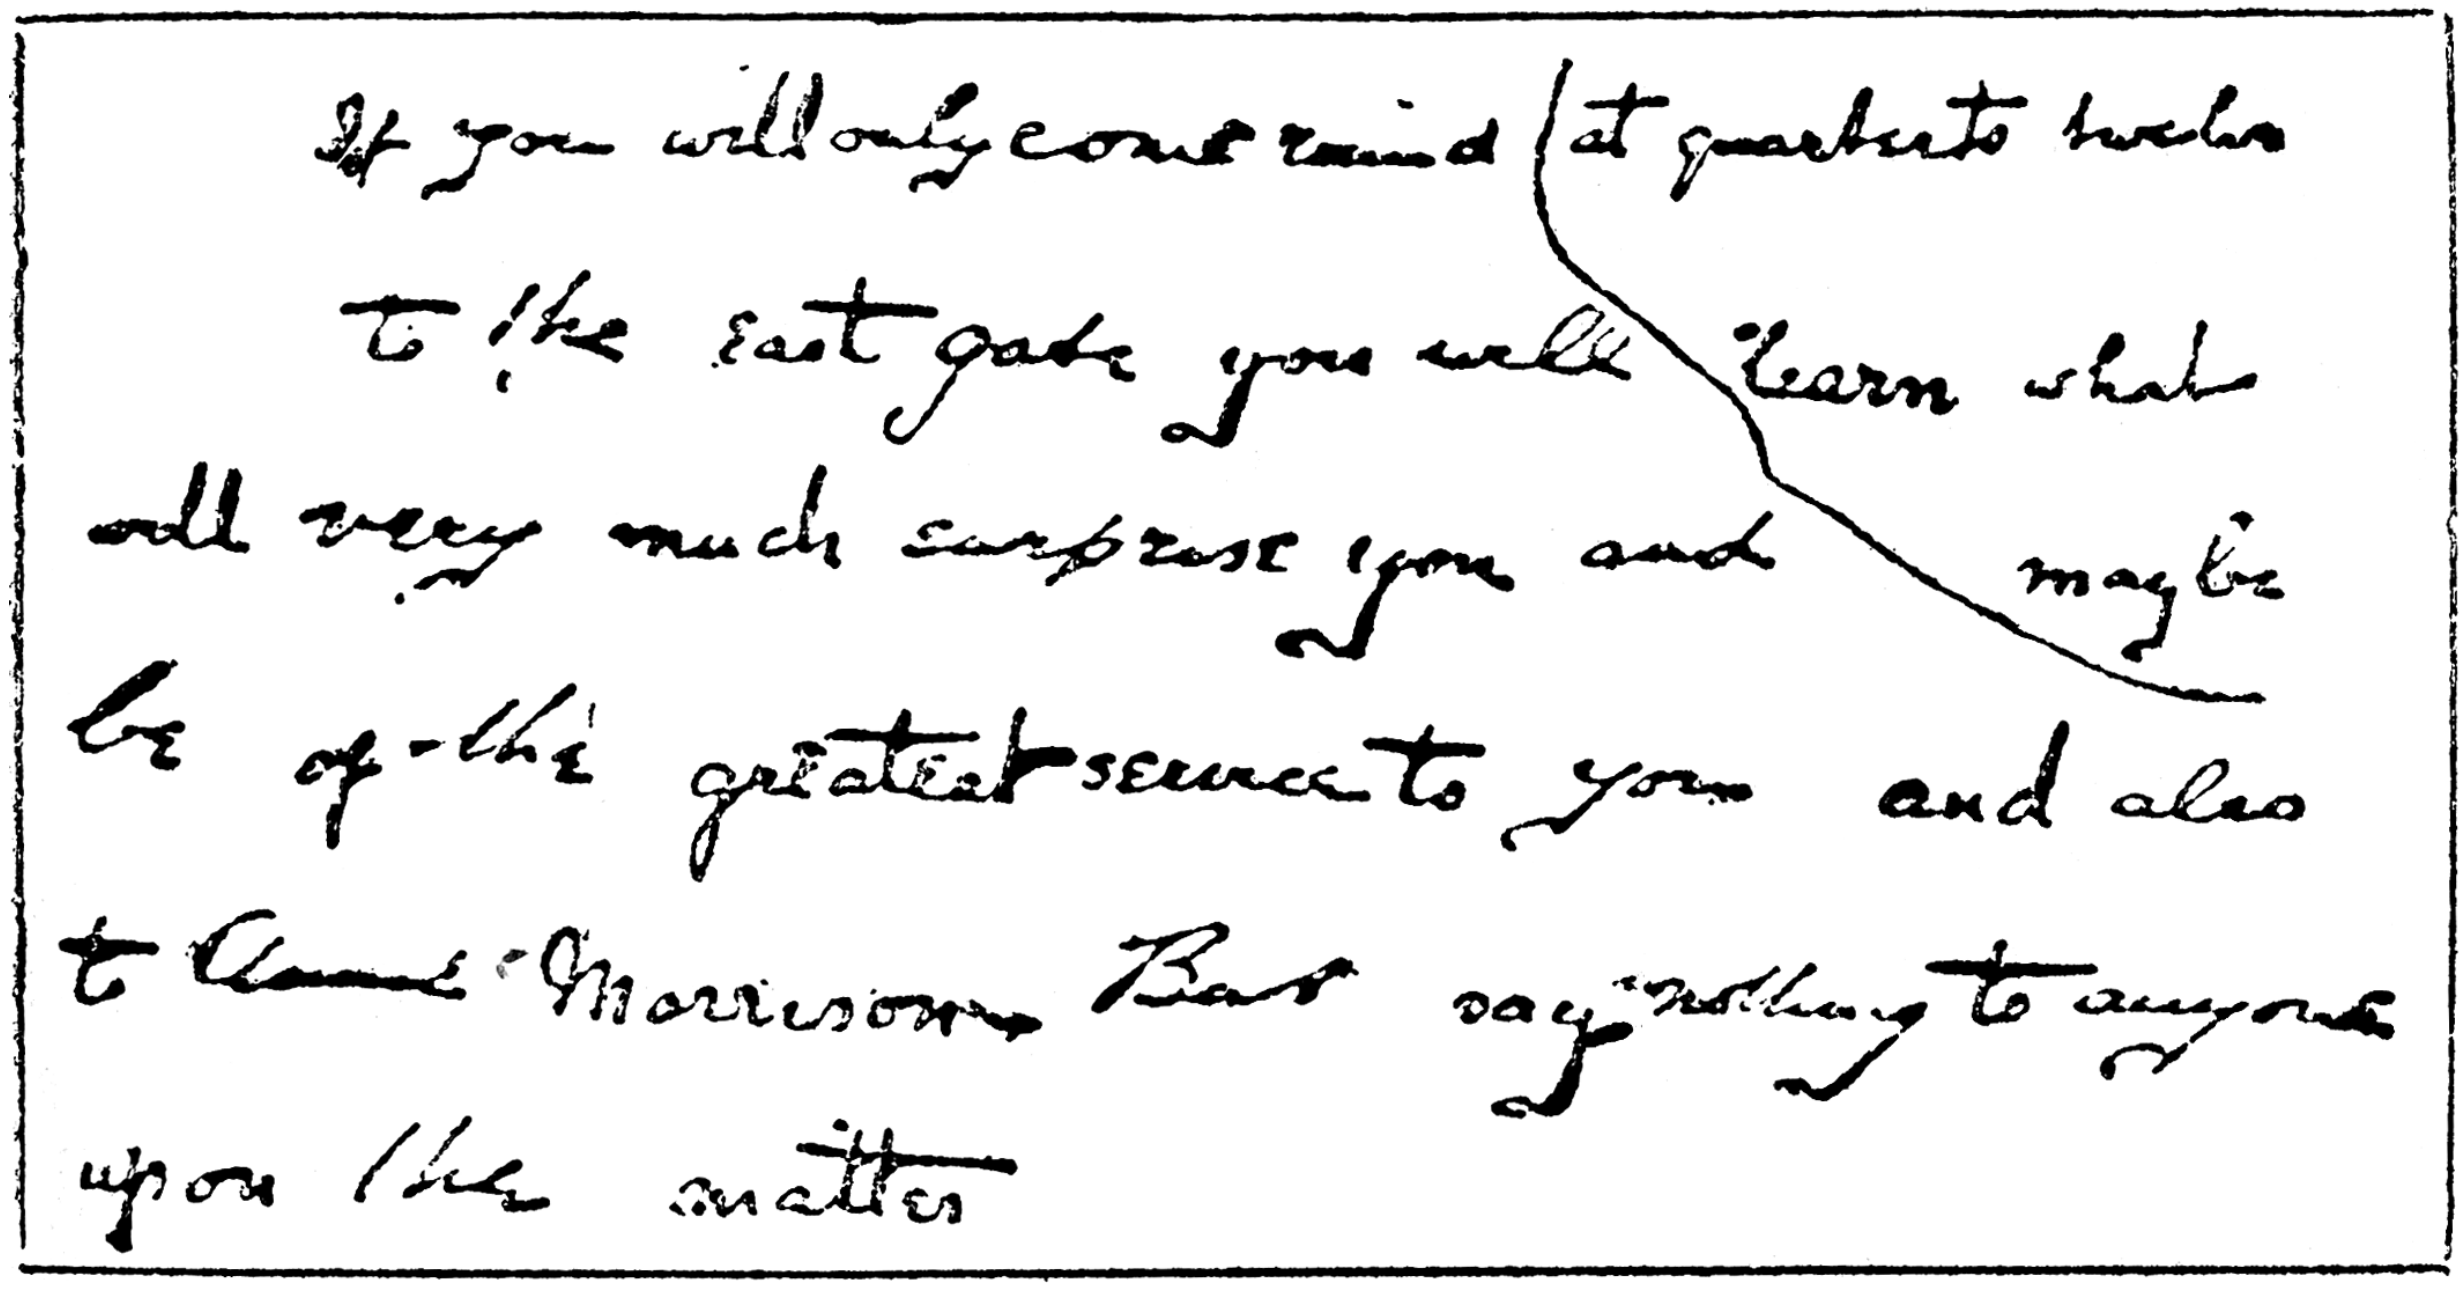 If you will only come round at quarter to twelve
to the east gate you will learn what
will very much surprise you and maybe
be of the greatest service to you and also
to Annie Morrison But say nothing to anyone
upon the matter